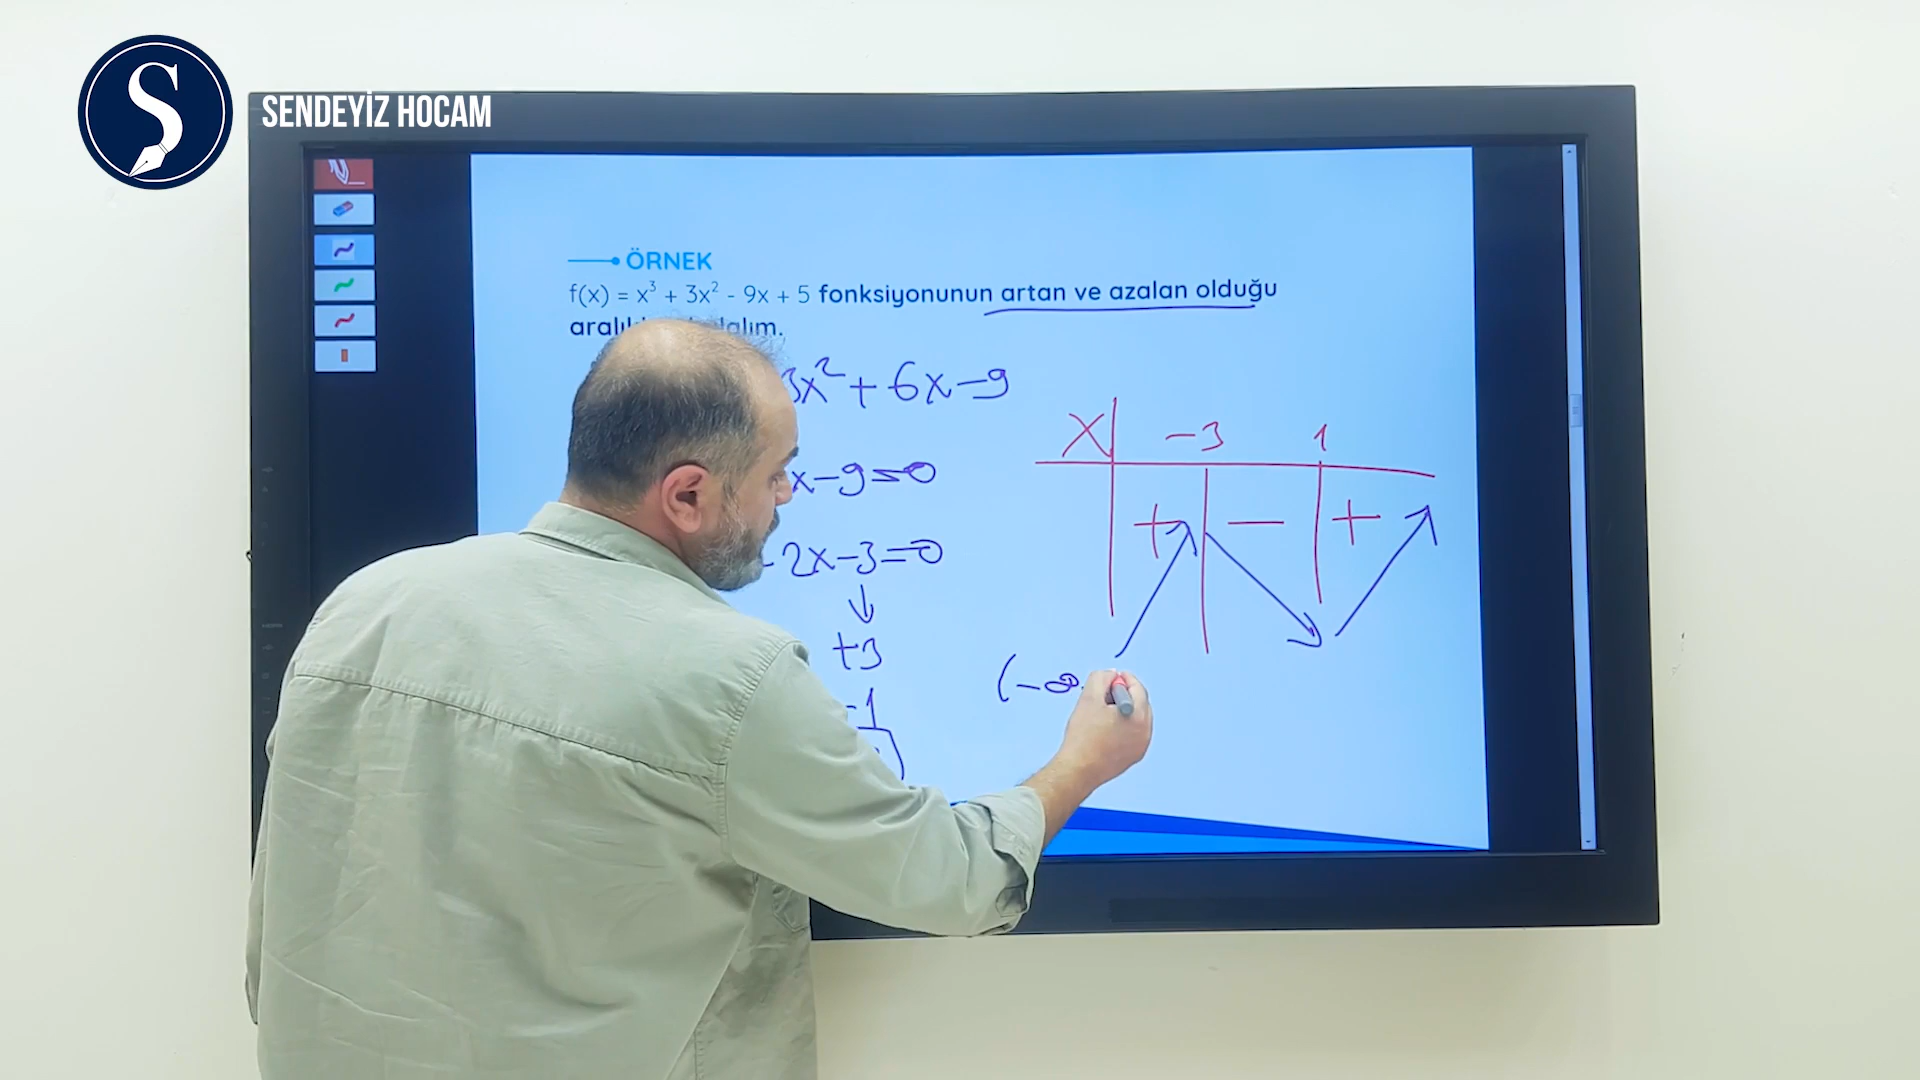 SENDEYİZ HOCAM
ÖRNEK
f(x) = x³ + 3x² - 9x + 5 fonksiyonunun artan ve azalan olduğu
3x² + 6x - 9
x - 9 = 0
2x - 3 = 0
+3
-1
x -3 1
+ - +
(-∞